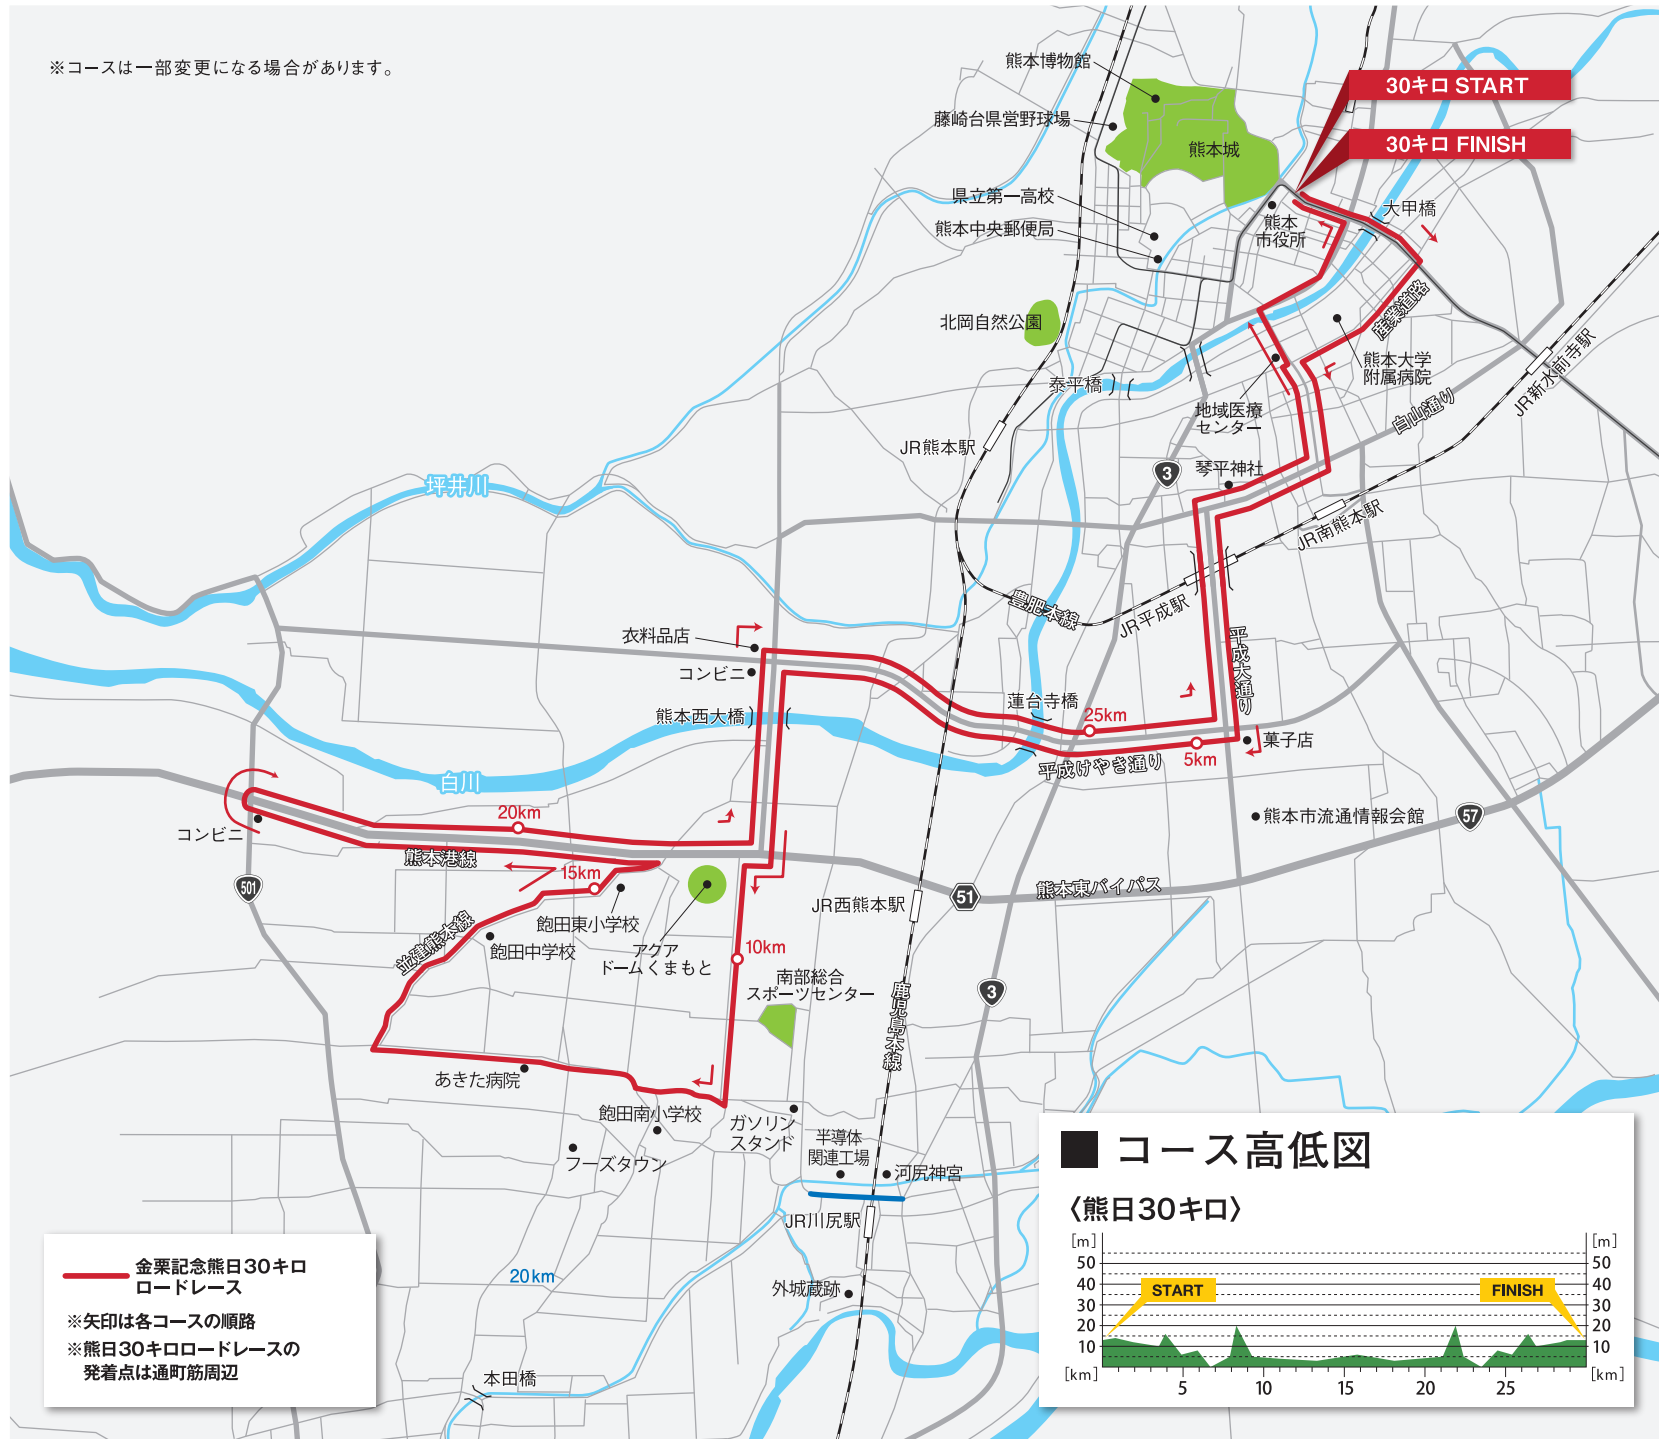 ※コースは一部変更になる場合があります。
熊本博物館
30キロ START
藤崎台県営野球場
30キロ FINISH
熊本城
県立第一高校
大甲橋
熊本
市役所
熊本中央郵便局
産業道路
北岡自然公園
熊本大学
附属病院
JR新水前寺駅
泰平橋
地域医療
センター
白山通り
JR熊本駅
琴平神社
3
坪井川
JR南熊本駅
豊肥本線
JR平成駅
平成大通り
衣料品店
コンビニ
蓮台寺橋
熊本西大橋
25km
菓子店
5km
平成けやき通り
白川
20km
熊本市流通情報会館
57
コンビニ
熊本港線
15km
501
51
熊本東バイパス
JR西熊本駅
飽田東小学校
並建熊本線
飽田中学校
アクア
ドームくまもと
10km
南部総合
スポーツセンター
3
鹿児島本線
あきた病院
飽田南小学校
ガソリン
スタンド
半導体
関連工場
フーズタウン
河尻神宮
JR川尻駅
20km
外城蔵跡
本田橋
金栗記念熊日30キロ
ロードレース
※矢印は各コースの順路
※熊日30キロロードレースの
発着点は通町筋周辺
■ コース高低図
〈熊日30キロ〉
[m] [m]
50 50
40 40
START FINISH
30 30
20 20
10 10
[km] [km]
5 10 15 20 25